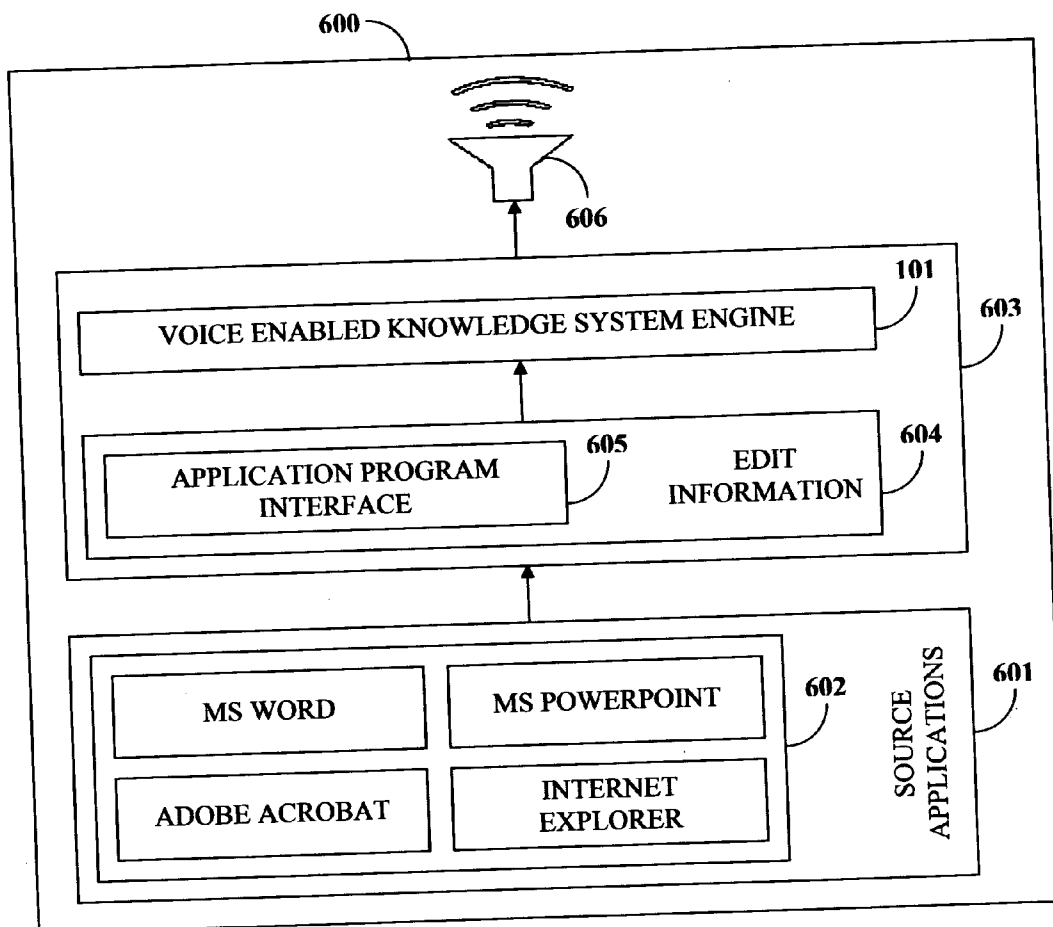 600
606
VOICE ENABLED KNOWLEDGE SYSTEM ENGINE
101
603
APPLICATION PROGRAM
INTERFACE
605
EDIT
INFORMATION
604
MS WORD
MS POWERPOINT
ADOBE ACROBAT
INTERNET
EXPLORER
602
SOURCE
APPLICATIONS
601